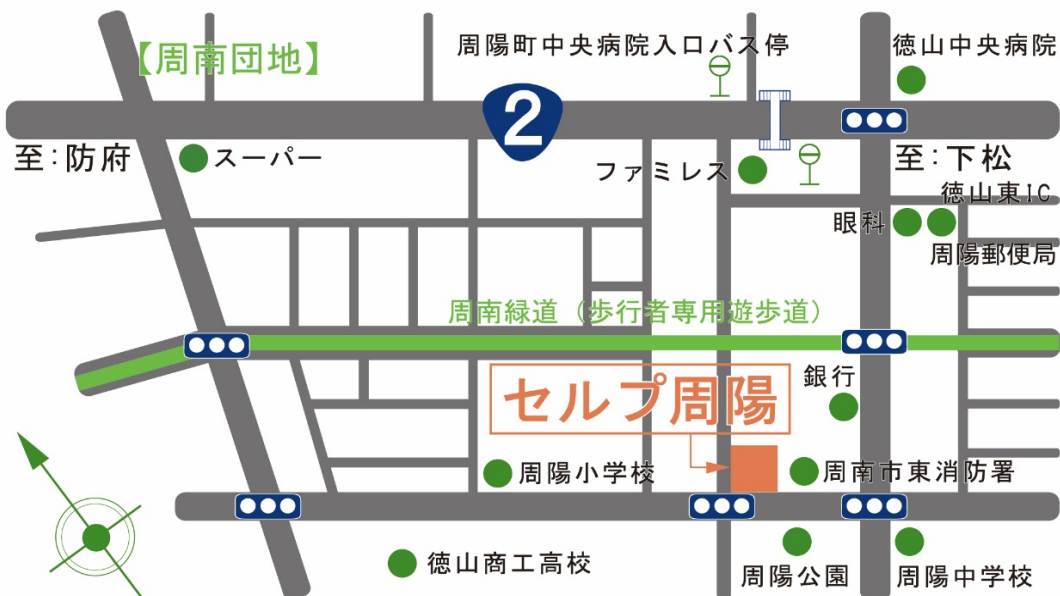 周陽町中央病院入口バス停
徳山中央病院
【周南団地】
2
至:防府
スーパー
ファミレス
至:下松
徳山東IC
眼科
周陽郵便局
周南緑道(歩行者専用遊歩道)
銀行
セルプ周陽
周陽小学校
周南市東消防署
徳山商工高校
周陽公園
周陽中学校